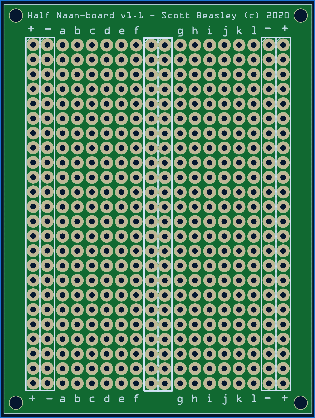 Half Naan-board v1.1 - Scott Beasley (c) 2020
+ - a b c d e f g h i j k l - +
+ - a b c d e f g h i j k l - +